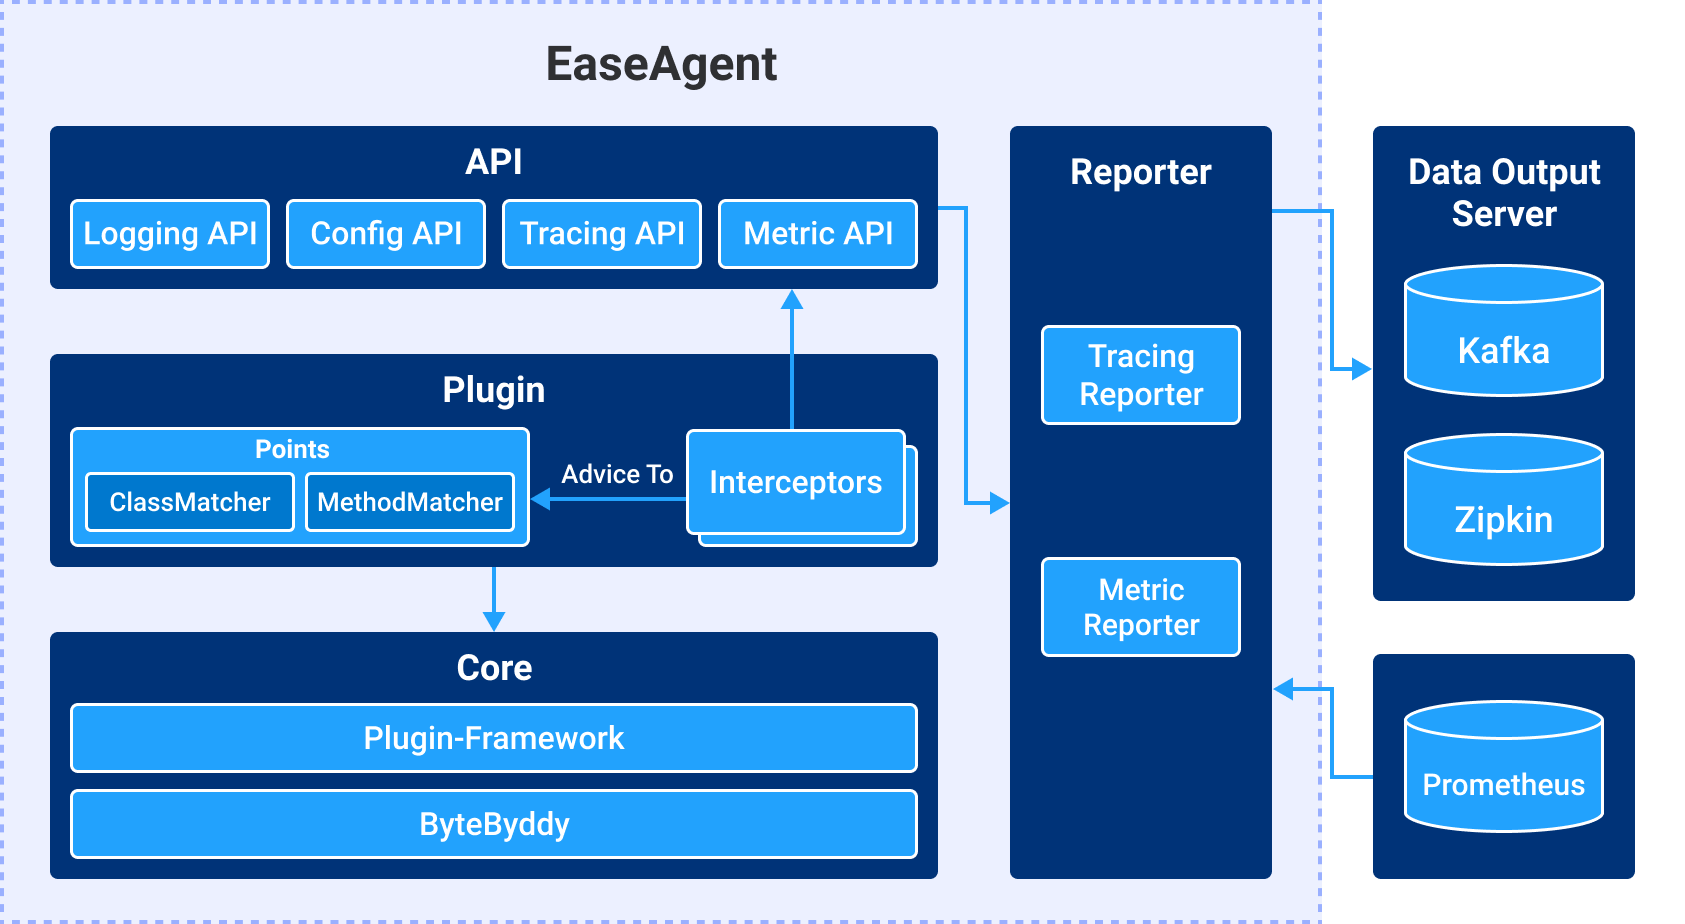 EaseAgent
API
Logging API
Config API
Tracing API
Metric API
Plugin
Points
ClassMatcher
MethodMatcher
Advice To
Interceptors
Core
Plugin-Framework
ByteByddy
Reporter
Tracing
Reporter
Metric
Reporter
Data Output
Server
Kafka
Zipkin
Prometheus